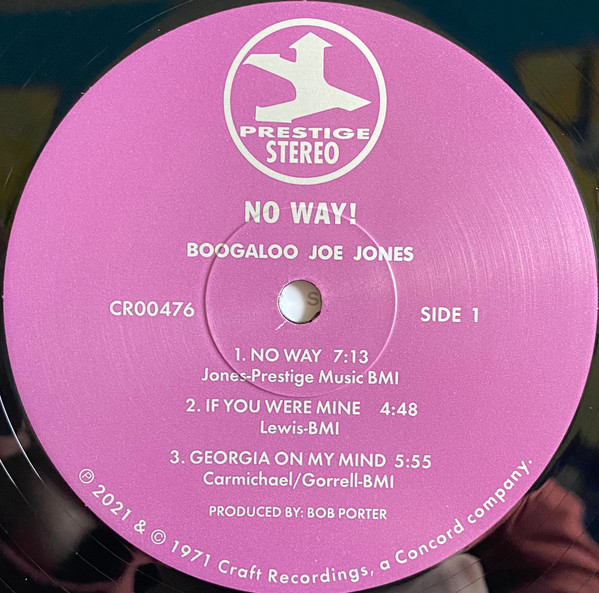 PRESTIGE
STEREO
NO WAY!
BOOGALOO JOE JONES
CR00476
SIDE 1
1. NO WAY 7:13
Jones-Prestige Music BMI
2. IF YOU WERE MINE 4:48
Lewis-BMI
3. GEORGIA ON MY MIND 5:55
Carmichael/Gorrell-BMI
PRODUCED BY: BOB PORTER
℗ 2021 & © 1971 Craft Recordings, a Concord company.